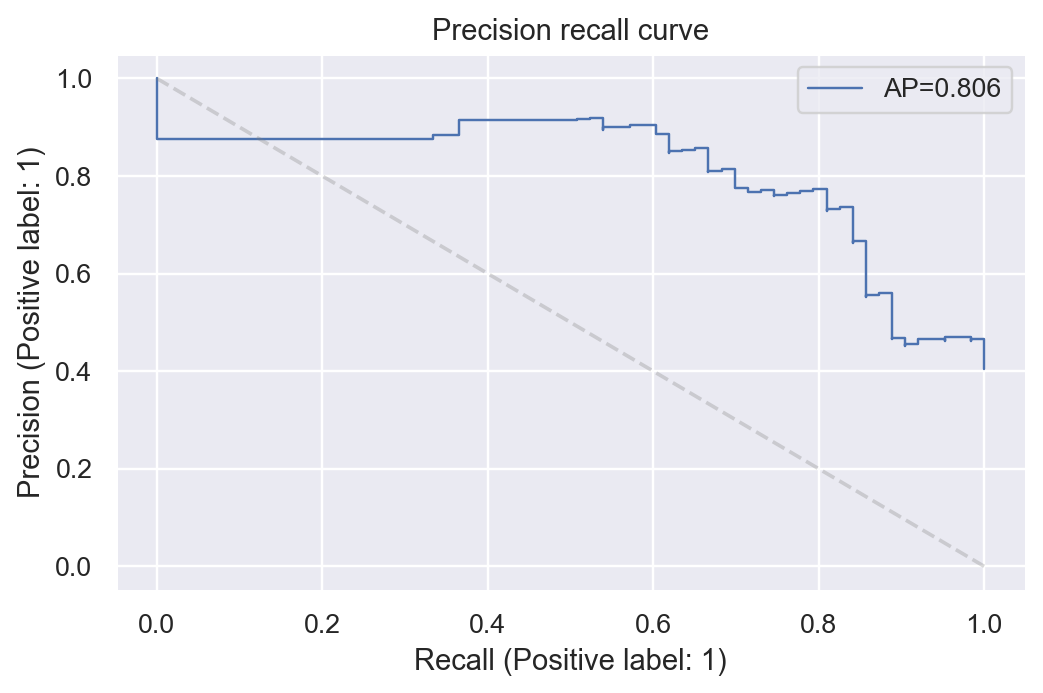 Precision recall curve
AP=0.806
Precision (Positive label: 1)
1.0
0.8
0.6
0.4
0.2
0.0
0.0 0.2 0.4 0.6 0.8 1.0
Recall (Positive label: 1)